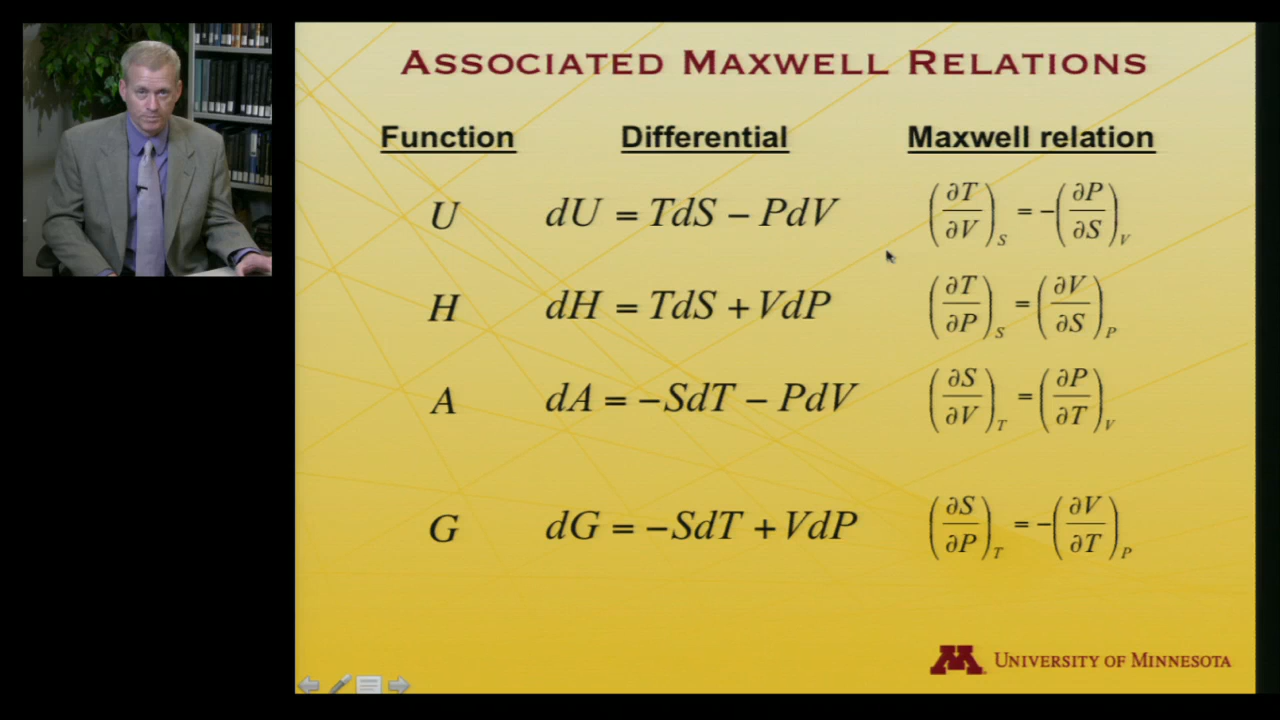 ASSOCIATED MAXWELL RELATIONS
Function Differential Maxwell relation
U dU = TdS − PdV (∂T/∂V)_S = −(∂P/∂S)_V
H dH = TdS + VdP (∂T/∂P)_S = (∂V/∂S)_P
A dA = −SdT − PdV (∂S/∂V)_T = (∂P/∂T)_V
G dG = −SdT + VdP (∂S/∂P)_T = −(∂V/∂T)_P
M UNIVERSITY OF MINNESOTA